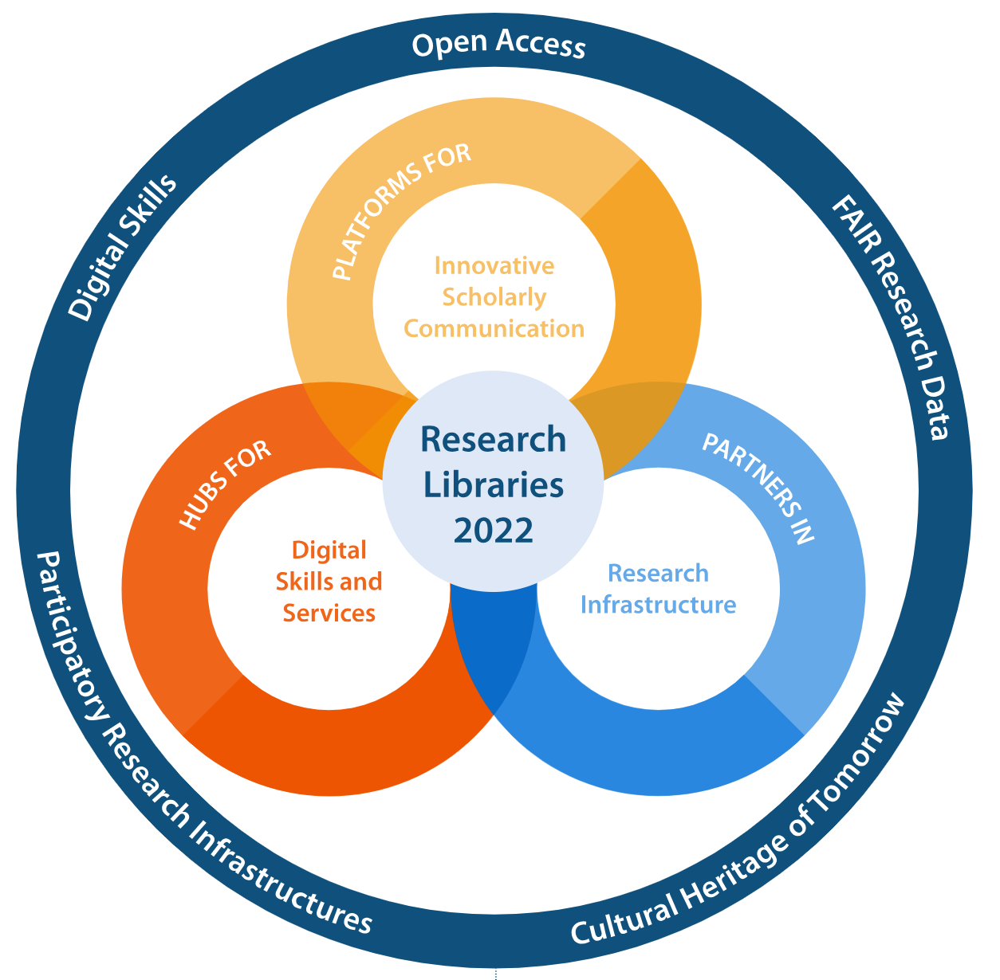 Open Access
Digital Skills
FAIR Research Data
PLATFORMS FOR
Innovative
Scholarly
Communication
HUBS FOR
Digital
Skills and
Services
Research
Libraries
2022
PARTNERS IN
Research
Infrastructure
Participatory Research Infrastructures
Cultural Heritage of Tomorrow